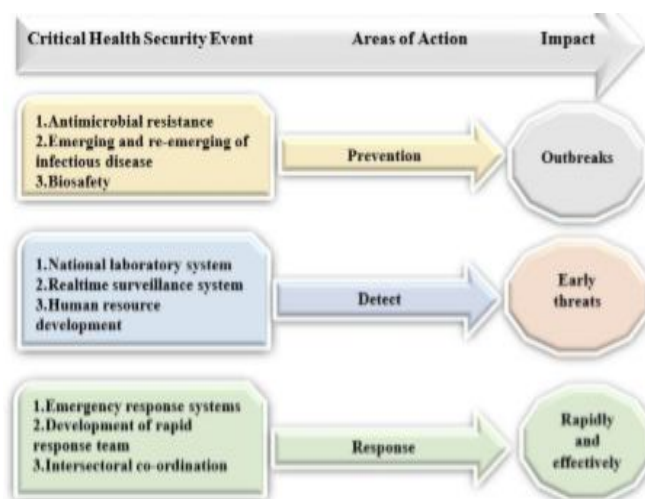 Critical Health Security Event Areas of Action Impact
1.Antimicrobial resistance
2.Emerging and re-emerging of
infectious disease
3.Biosafety
Prevention
Outbreaks
1.National laboratory system
2.Realtime surveillance system
3.Human resource
development
Detect
Early
threats
1.Emergency response systems
2.Development of rapid
response team
3.Intersectoral co-ordination
Response
Rapidly
and
effectively